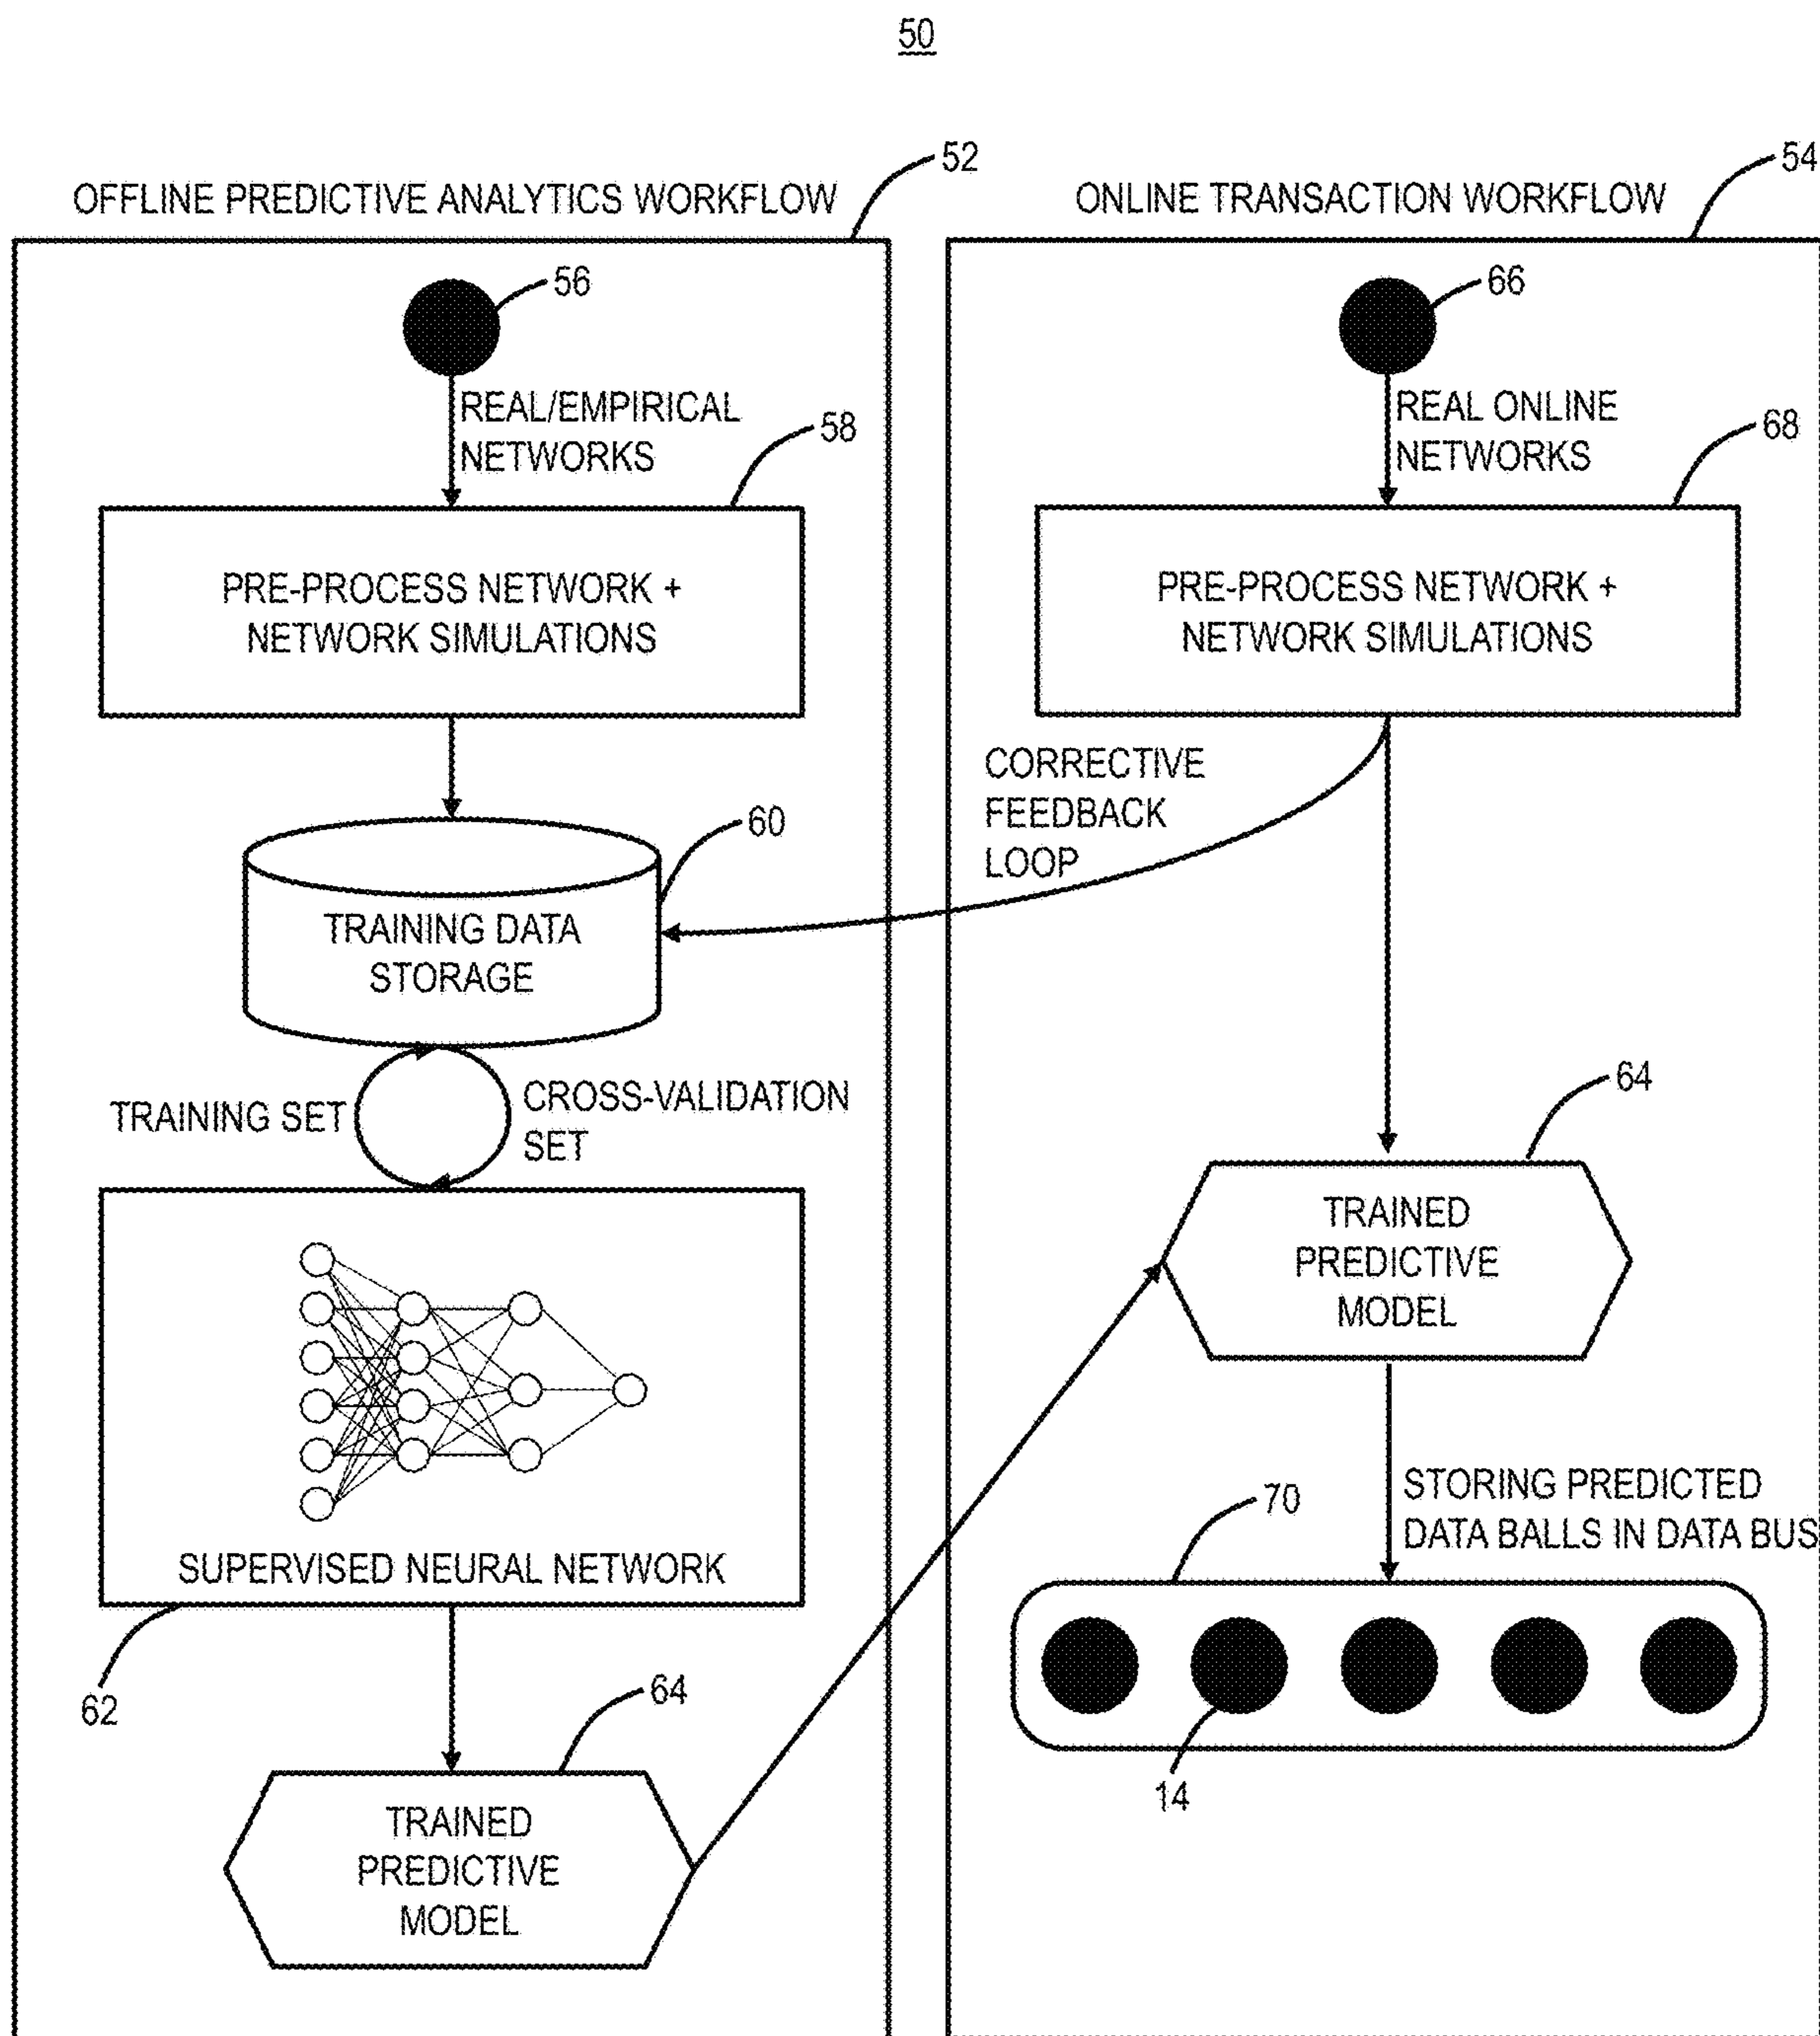 50
52
OFFLINE PREDICTIVE ANALYTICS WORKFLOW
56
REAL/EMPIRICAL
NETWORKS
58
PRE-PROCESS NETWORK +
NETWORK SIMULATIONS
60
TRAINING DATA
STORAGE
TRAINING SET
CROSS-VALIDATION
SET
SUPERVISED NEURAL NETWORK
62
64
TRAINED
PREDICTIVE
MODEL
54
ONLINE TRANSACTION WORKFLOW
66
REAL ONLINE
NETWORKS
68
PRE-PROCESS NETWORK +
NETWORK SIMULATIONS
CORRECTIVE
FEEDBACK
LOOP
64
TRAINED
PREDICTIVE
MODEL
STORING PREDICTED
DATA BALLS IN DATA BUS
70
14